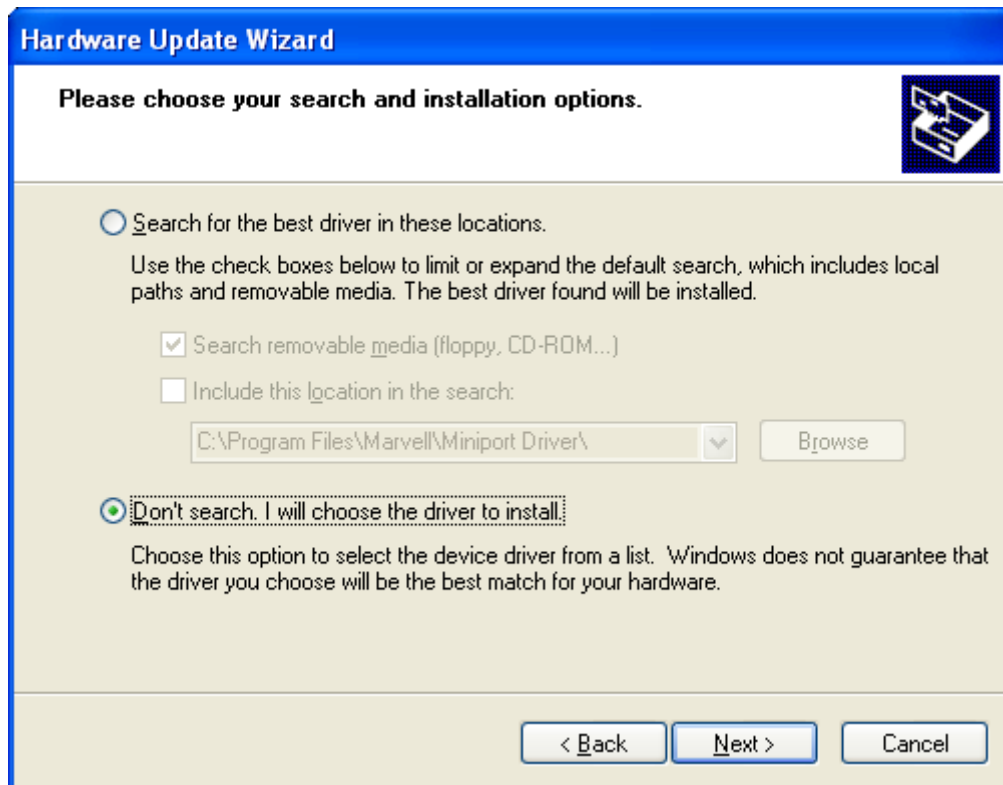 Hardware Update Wizard
Please choose your search and installation options.
Search for the best driver in these locations.
Use the check boxes below to limit or expand the default search, which includes local
paths and removable media. The best driver found will be installed.
Search removable media (floppy, CD-ROM...)
Include this location in the search:
C:\Program Files\Marvell\Miniport Driver\
Browse
Don't search. I will choose the driver to install.
Choose this option to select the device driver from a list.  Windows does not guarantee that
the driver you choose will be the best match for your hardware.
< Back
Next >
Cancel